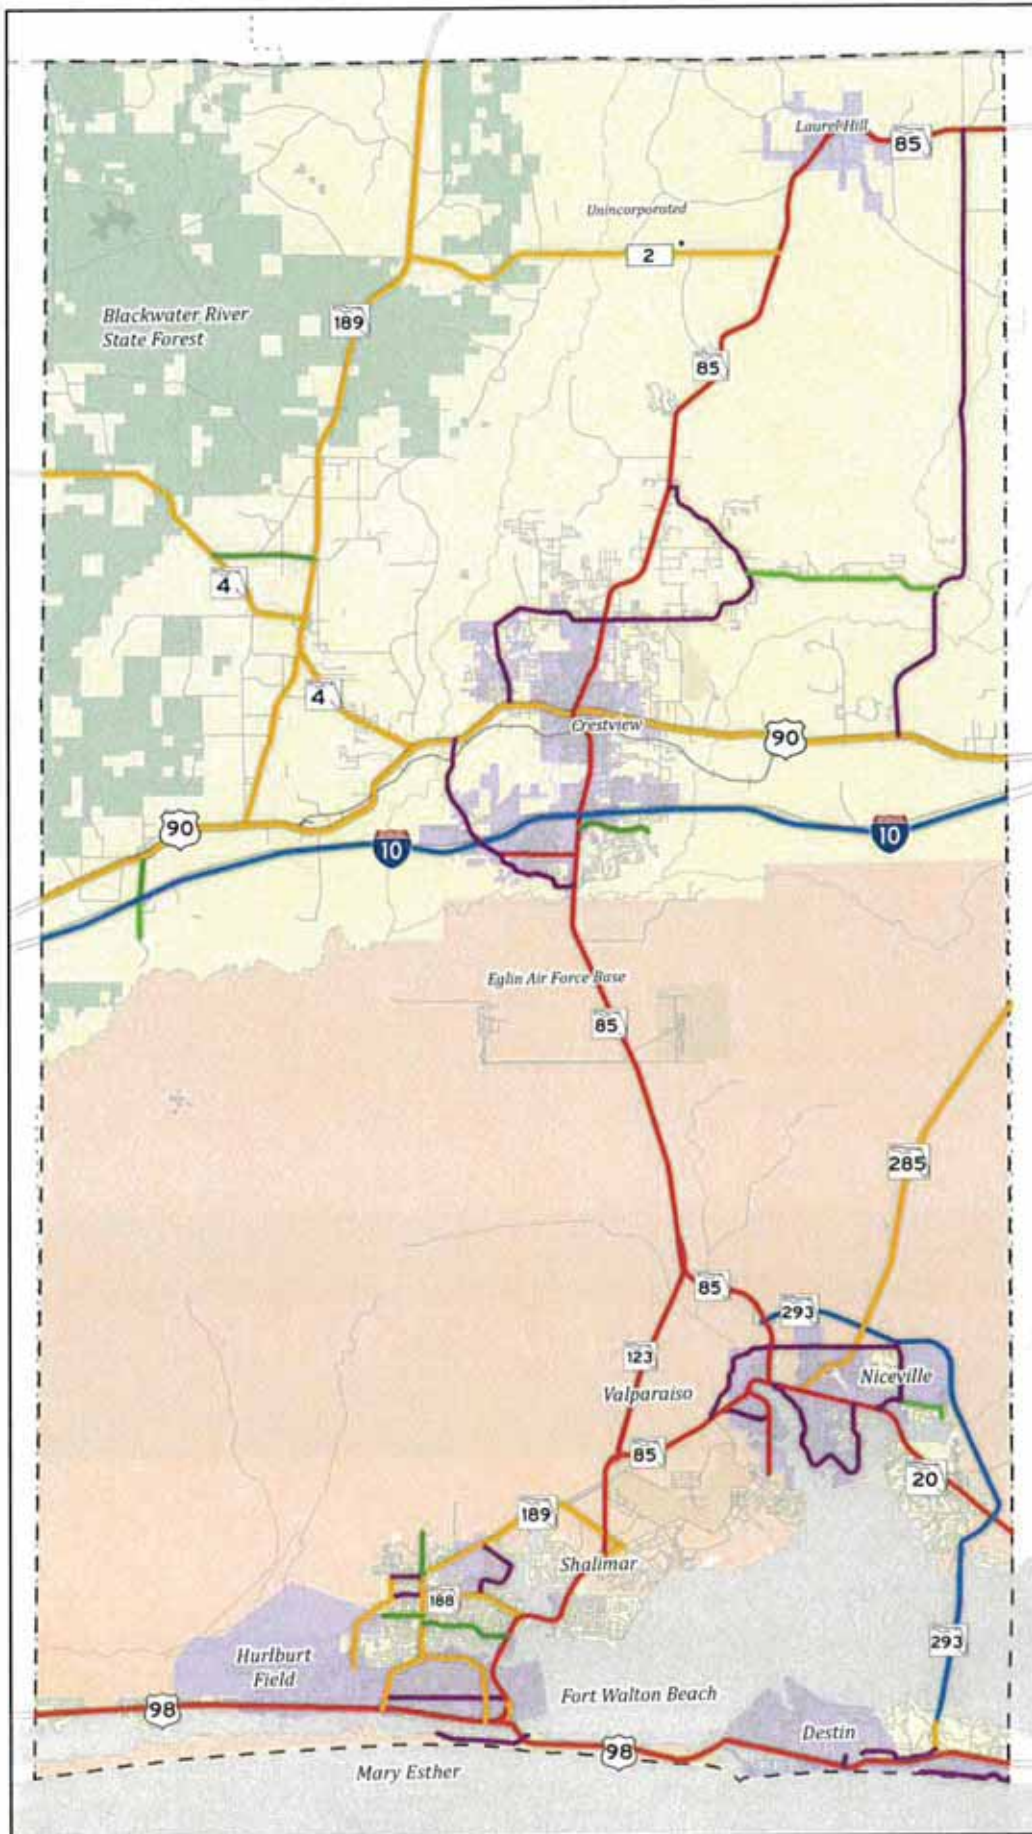 Laurel Hill
85
Unincorporated
2
Blackwater River
State Forest
189
85
4
4
Crestview
90
90
10
10
Eglin Air Force Base
85
285
85
293
123
Niceville
Valparaiso
85
20
189
Shalimar
188
293
Hurlburt
Field
Fort Walton Beach
98
Destin
98
Mary Esther